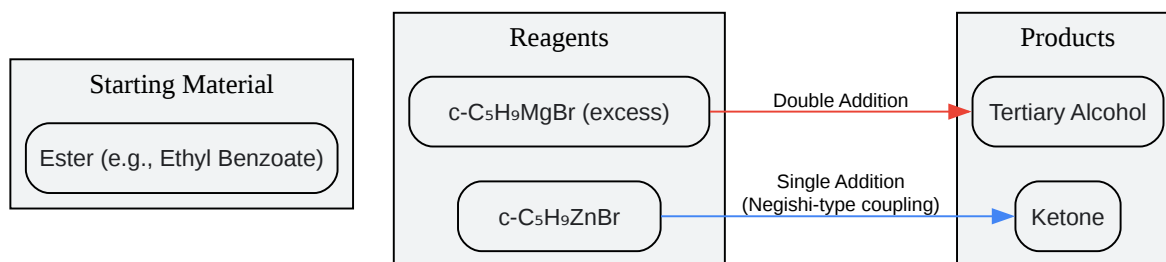 Starting Material
Ester (e.g., Ethyl Benzoate)
Reagents
c-C₅H₉MgBr (excess)
c-C₅H₉ZnBr
Double Addition
Single Addition
(Negishi-type coupling)
Products
Tertiary Alcohol
Ketone